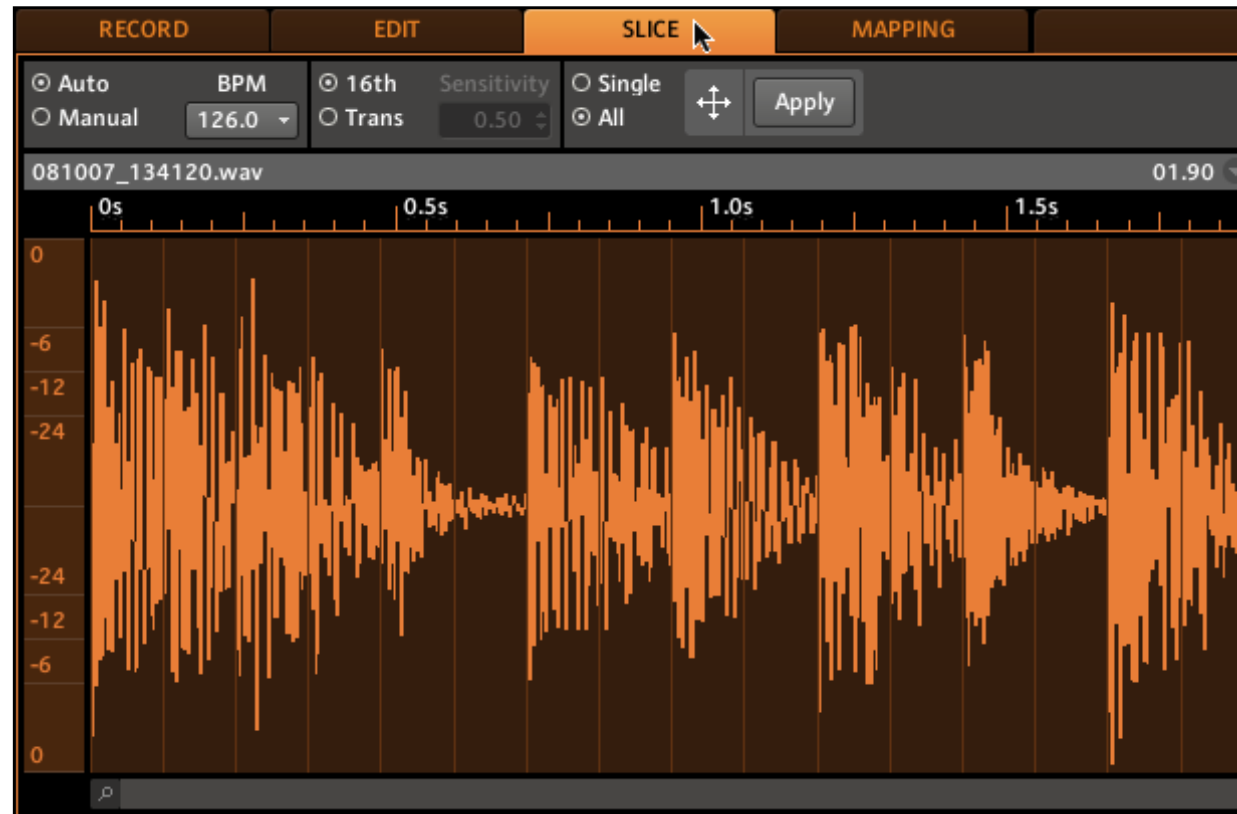 RECORD EDIT SLICE MAPPING
Auto BPM 16th Sensitivity Single
Manual 126.0 Trans 0.50 All Apply
081007_134120.wav 01.90
0s 0.5s 1.0s 1.5s
0
-6
-12
-24
-24
-12
-6
0